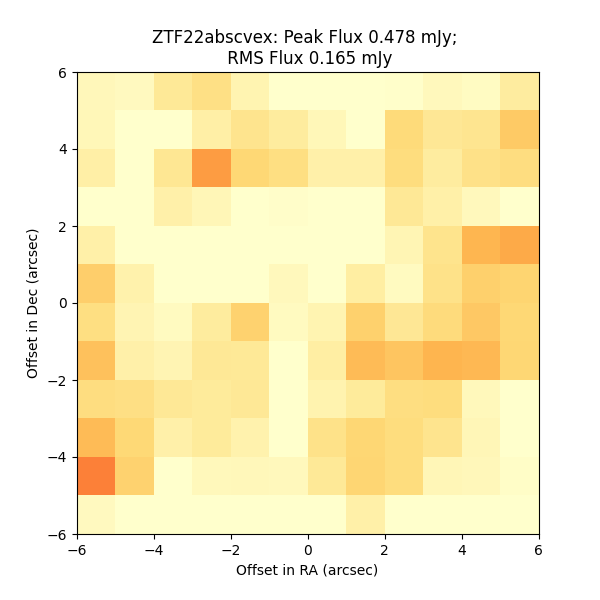 ZTF22abscvex: Peak Flux 0.478 mJy;
RMS Flux 0.165 mJy
6
4
2
0
−2
−4
−6
Offset in Dec (arcsec)
−6 −4 −2 0 2 4 6
Offset in RA (arcsec)